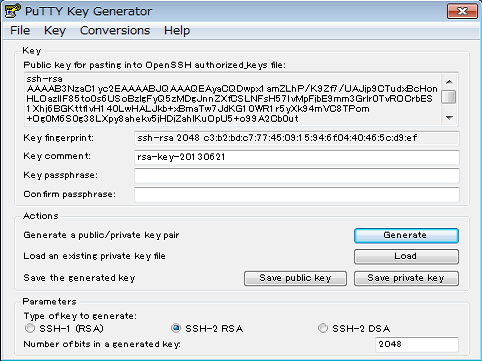 PuTTY Key Generator
File Key Conversions Help
Key
Public key for pasting into OpenSSH authorized_keys file:
ssh-rsa
Key fingerprint: ssh-rsa 2048 c3:b2:bd:c7:77:45:09:15:94:6f:04:40:46:5c:d9:ef
Key comment: rsa-key-20130621
Key passphrase:
Confirm passphrase:
Actions
Generate a public/private key pair Generate
Load an existing private key file Load
Save the generated key Save public key Save private key
Parameters
Type of key to generate:
SSH-1 (RSA) SSH-2 RSA SSH-2 DSA
Number of bits in a generated key: 2048